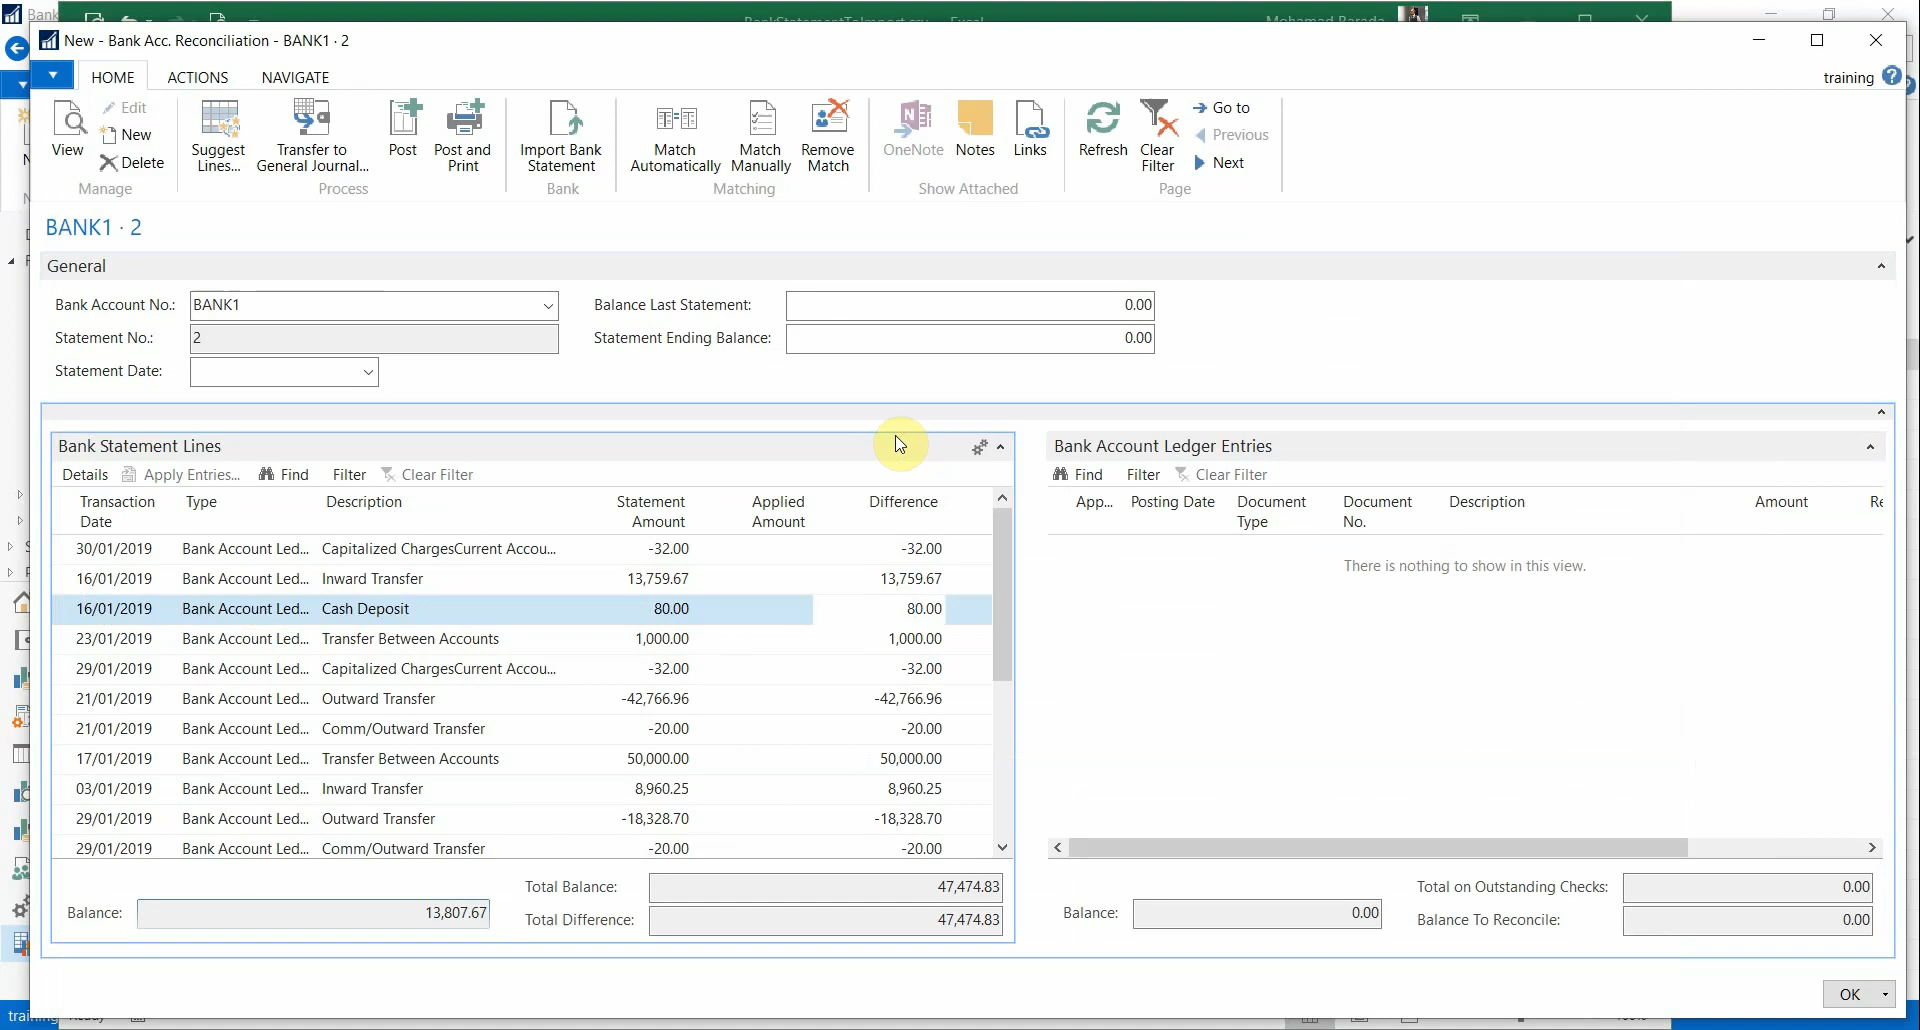 Bank
BankStatementToImport.csv - Excel
Mohamad Barada
New - Bank Acc. Reconciliation - BANK1 · 2
HOME ACTIONS NAVIGATE
training
View
Edit
New
Delete
Manage
Suggest Lines...
Transfer to General Journal...
Post
Post and Print
Process
Import Bank Statement
Bank
Match Automatically
Match Manually
Remove Match
Matching
OneNote
Notes
Links
Show Attached
Refresh
Clear Filter
Go to
Previous
Next
Page
BANK1 · 2
General
Bank Account No.: BANK1
Statement No.: 2
Statement Date:
Balance Last Statement: 0.00
Statement Ending Balance: 0.00
Bank Statement Lines
Details Apply Entries... Find Filter Clear Filter
Transaction Date Type Description Statement Amount Applied Amount Difference
30/01/2019 Bank Account Led... Capitalized ChargesCurrent Accou... -32.00 -32.00
16/01/2019 Bank Account Led... Inward Transfer 13,759.67 13,759.67
16/01/2019 Bank Account Led... Cash Deposit 80.00 80.00
23/01/2019 Bank Account Led... Transfer Between Accounts 1,000.00 1,000.00
29/01/2019 Bank Account Led... Capitalized ChargesCurrent Accou... -32.00 -32.00
21/01/2019 Bank Account Led... Outward Transfer -42,766.96 -42,766.96
21/01/2019 Bank Account Led... Comm/Outward Transfer -20.00 -20.00
17/01/2019 Bank Account Led... Transfer Between Accounts 50,000.00 50,000.00
03/01/2019 Bank Account Led... Inward Transfer 8,960.25 8,960.25
29/01/2019 Bank Account Led... Outward Transfer -18,328.70 -18,328.70
29/01/2019 Bank Account Led... Comm/Outward Transfer -20.00 -20.00
Balance: 13,807.67
Total Balance: 47,474.83
Total Difference: 47,474.83
Bank Account Ledger Entries
Find Filter Clear Filter
App... Posting Date Document Type Document No. Description Amount Re
There is nothing to show in this view.
Balance: 0.00
Total on Outstanding Checks: 0.00
Balance To Reconcile: 0.00
OK